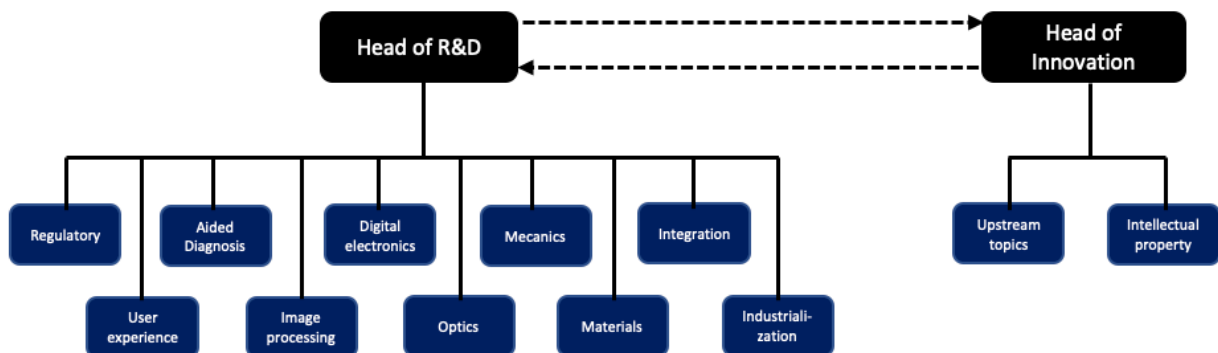 Head of R&D
Head of
Innovation
Regulatory
Aided
Diagnosis
Digital
electronics
Mecanics
Integration
Upstream
topics
Intellectual
property
User
experience
Image
processing
Optics
Materials
Industriali-
zation